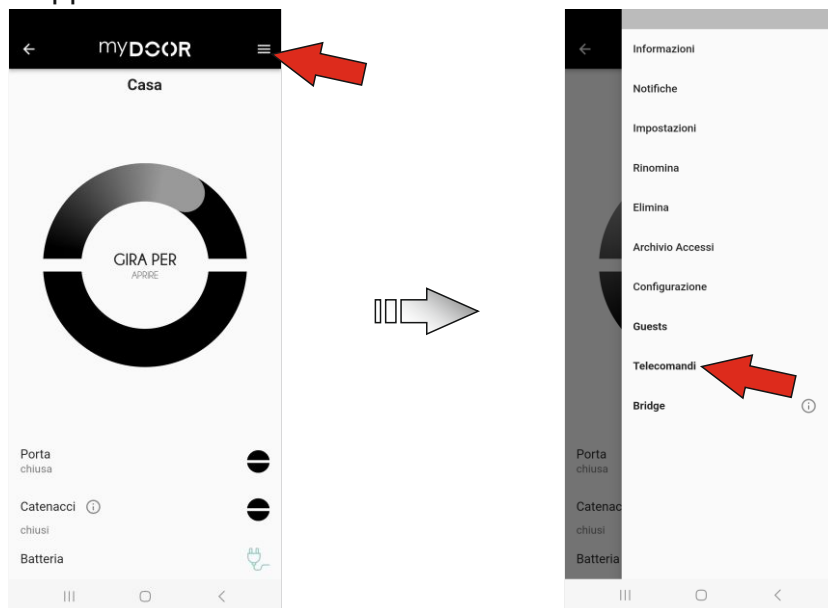 myDOOR
Casa
GIRA PER
APRIRE
Porta
chiusa
Catenacci
chiusi
Batteria
Informazioni
Notifiche
Impostazioni
Rinomina
Elimina
Archivio Accessi
Configurazione
Guests
Telecomandi
Bridge
Porta
chiusa
Catenac
chiusi
Batteria